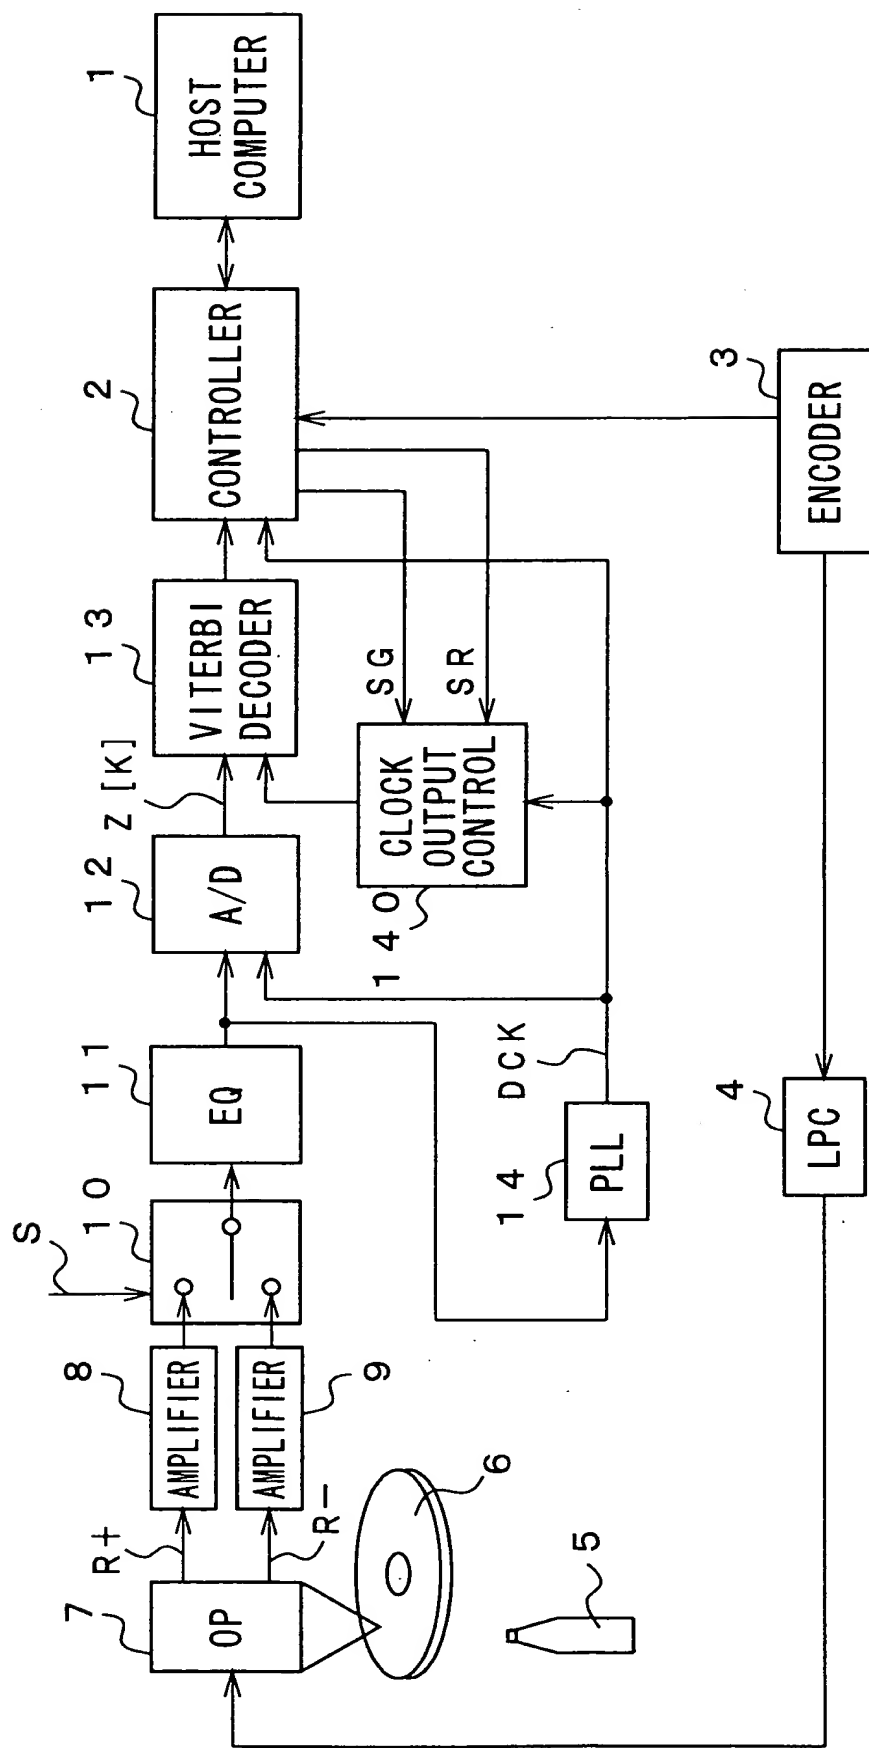 1
HOST
COMPUTER
2
CONTROLLER
3
ENCODER
13
VITERBI
DECODER
SG
SR
Z [K]
12
A/D
CLOCK
OUTPUT
CONTROL
140
11
EQ
DCK
14
PLL
4
LPC
S
10
8
AMPLIFIER
AMPLIFIER
9
R+
R-
7
OP
6
5